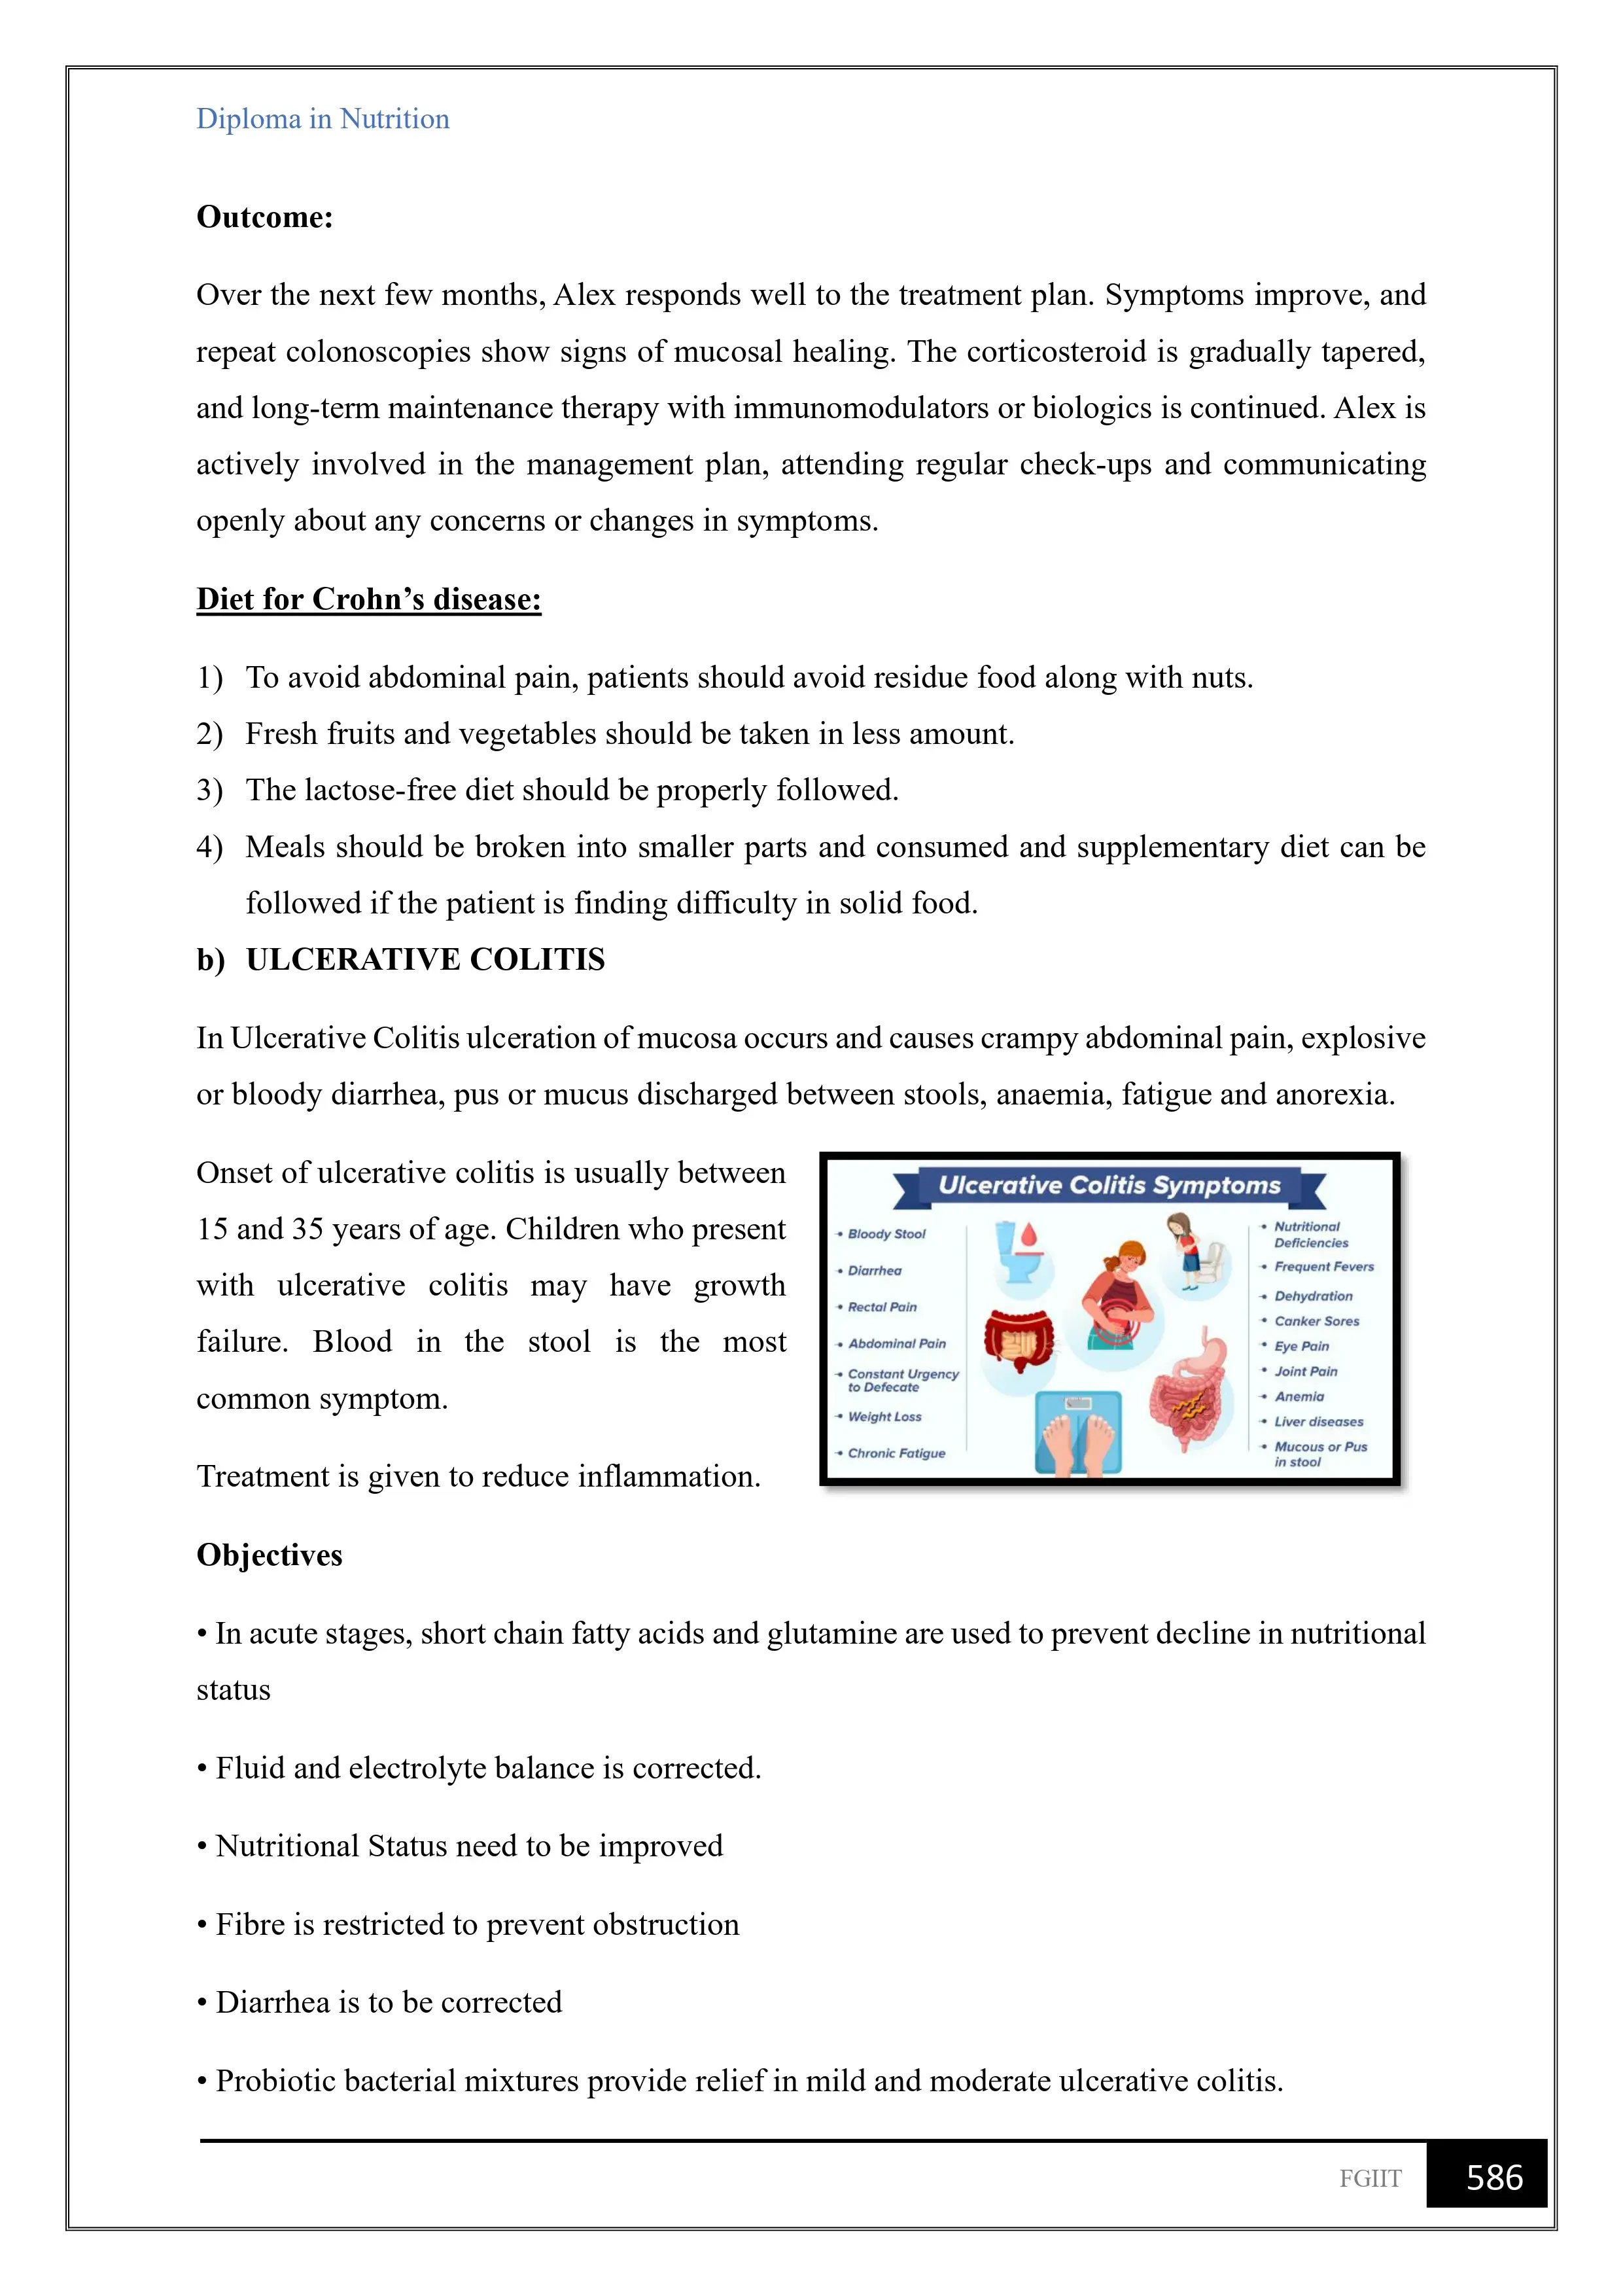 Diploma in Nutrition
Outcome:
Over the next few months, Alex responds well to the treatment plan. Symptoms improve, and
repeat colonoscopies show signs of mucosal healing. The corticosteroid is gradually tapered,
and long-term maintenance therapy with immunomodulators or biologics is continued. Alex is
actively involved in the management plan, attending regular check-ups and communicating
openly about any concerns or changes in symptoms.
Diet for Crohn’s disease:
1) To avoid abdominal pain, patients should avoid residue food along with nuts.
2) Fresh fruits and vegetables should be taken in less amount.
3) The lactose-free diet should be properly followed.
4) Meals should be broken into smaller parts and consumed and supplementary diet can be
followed if the patient is finding difficulty in solid food.
b) ULCERATIVE COLITIS
In Ulcerative Colitis ulceration of mucosa occurs and causes crampy abdominal pain, explosive
or bloody diarrhea, pus or mucus discharged between stools, anaemia, fatigue and anorexia.
Onset of ulcerative colitis is usually between
15 and 35 years of age. Children who present
with ulcerative colitis may have growth
failure. Blood in the stool is the most
common symptom.
Treatment is given to reduce inflammation.
Ulcerative Colitis Symptoms
Bloody Stool
Diarrhea
Rectal Pain
Abdominal Pain
Constant Urgency
to Defecate
Weight Loss
Chronic Fatigue
Nutritional
Deficiencies
Frequent Fevers
Dehydration
Canker Sores
Eye Pain
Joint Pain
Anemia
Liver diseases
Mucous or Pus
in stool
Objectives
• In acute stages, short chain fatty acids and glutamine are used to prevent decline in nutritional
status
• Fluid and electrolyte balance is corrected.
• Nutritional Status need to be improved
• Fibre is restricted to prevent obstruction
• Diarrhea is to be corrected
• Probiotic bacterial mixtures provide relief in mild and moderate ulcerative colitis.
FGIIT 586